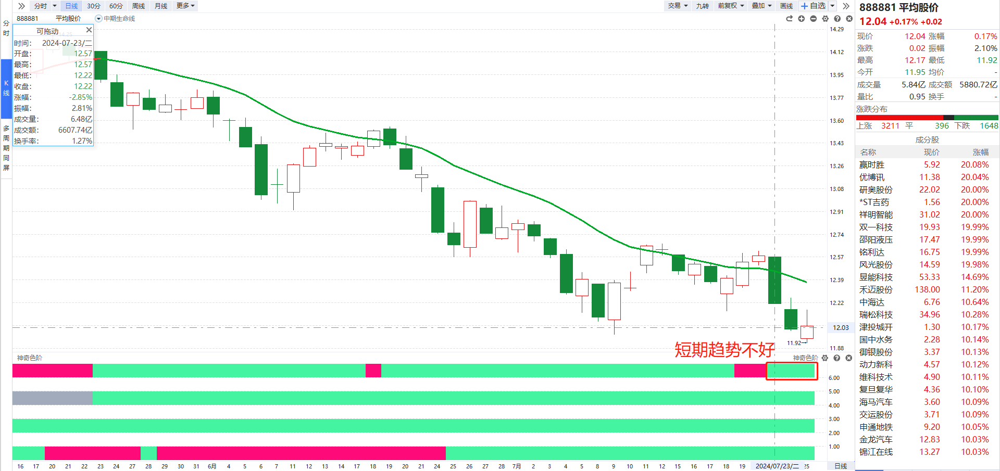 分时 日线 30分 60分 周线 月线 更多
交易 九转 前复权 叠加 画线 自选
888881 平均股价 中期生命线
分时
K线
多周期同屏
可拖动
时间: 2024-07-23/二
开盘: 12.57
最高: 12.57
最低: 12.22
收盘: 12.22
涨幅: -2.85%
振幅: 2.81%
成交量: 6.48亿
成交额: 6607.74亿
换手率: 1.27%
14.25
14.29
14.12
13.95
13.77
13.60
13.43
13.26
13.08
12.91
12.74
12.57
12.39
12.22
12.03
11.88
11.92
短期趋势不好
神奇色阶 神奇色阶
6.00
5.00
4.00
3.00
2.00
1.00
16 17 20 21 22 23 24 27 28 29 30 31 6月 4 5 6 7 11 12 13 14 17 18 19 20 21 24 25 26 27 28 7月 2 3 4 5 8 9 10 11 12 15 16 17 18 19 2024/07/23/二 25 日线
888881 平均股价
12.04 +0.17% +0.02
现价 12.04 涨幅 0.17%
涨跌 0.02 振幅 2.10%
最高 12.17 最低 11.92
今开 11.95 均价 -
成交量 5.84亿 成交额 5880.72亿
量比 0.95 换手 -
涨跌分布
上涨 3211 平 396 下跌 1648
成分股
名称 现价 涨幅
赢时胜 5.92 20.08%
优博讯 11.38 20.04%
研奥股份 22.02 20.00%
*ST吉药 1.56 20.00%
祥明智能 31.02 20.00%
双一科技 19.93 19.99%
邵阳液压 17.47 19.99%
铭利达 16.75 19.99%
风光股份 14.59 19.98%
昱能科技 53.33 14.69%
禾迈股份 138.00 11.20%
中海达 6.76 10.64%
瑞松科技 34.96 10.28%
津投城开 1.30 10.17%
国中水务 2.28 10.14%
御银股份 3.37 10.13%
动力新科 4.57 10.12%
维科技术 4.90 10.11%
复旦复华 4.36 10.10%
海马汽车 3.60 10.09%
交运股份 3.71 10.09%
申通地铁 9.20 10.05%
金龙汽车 12.83 10.03%
锦江在线 13.27 10.03%